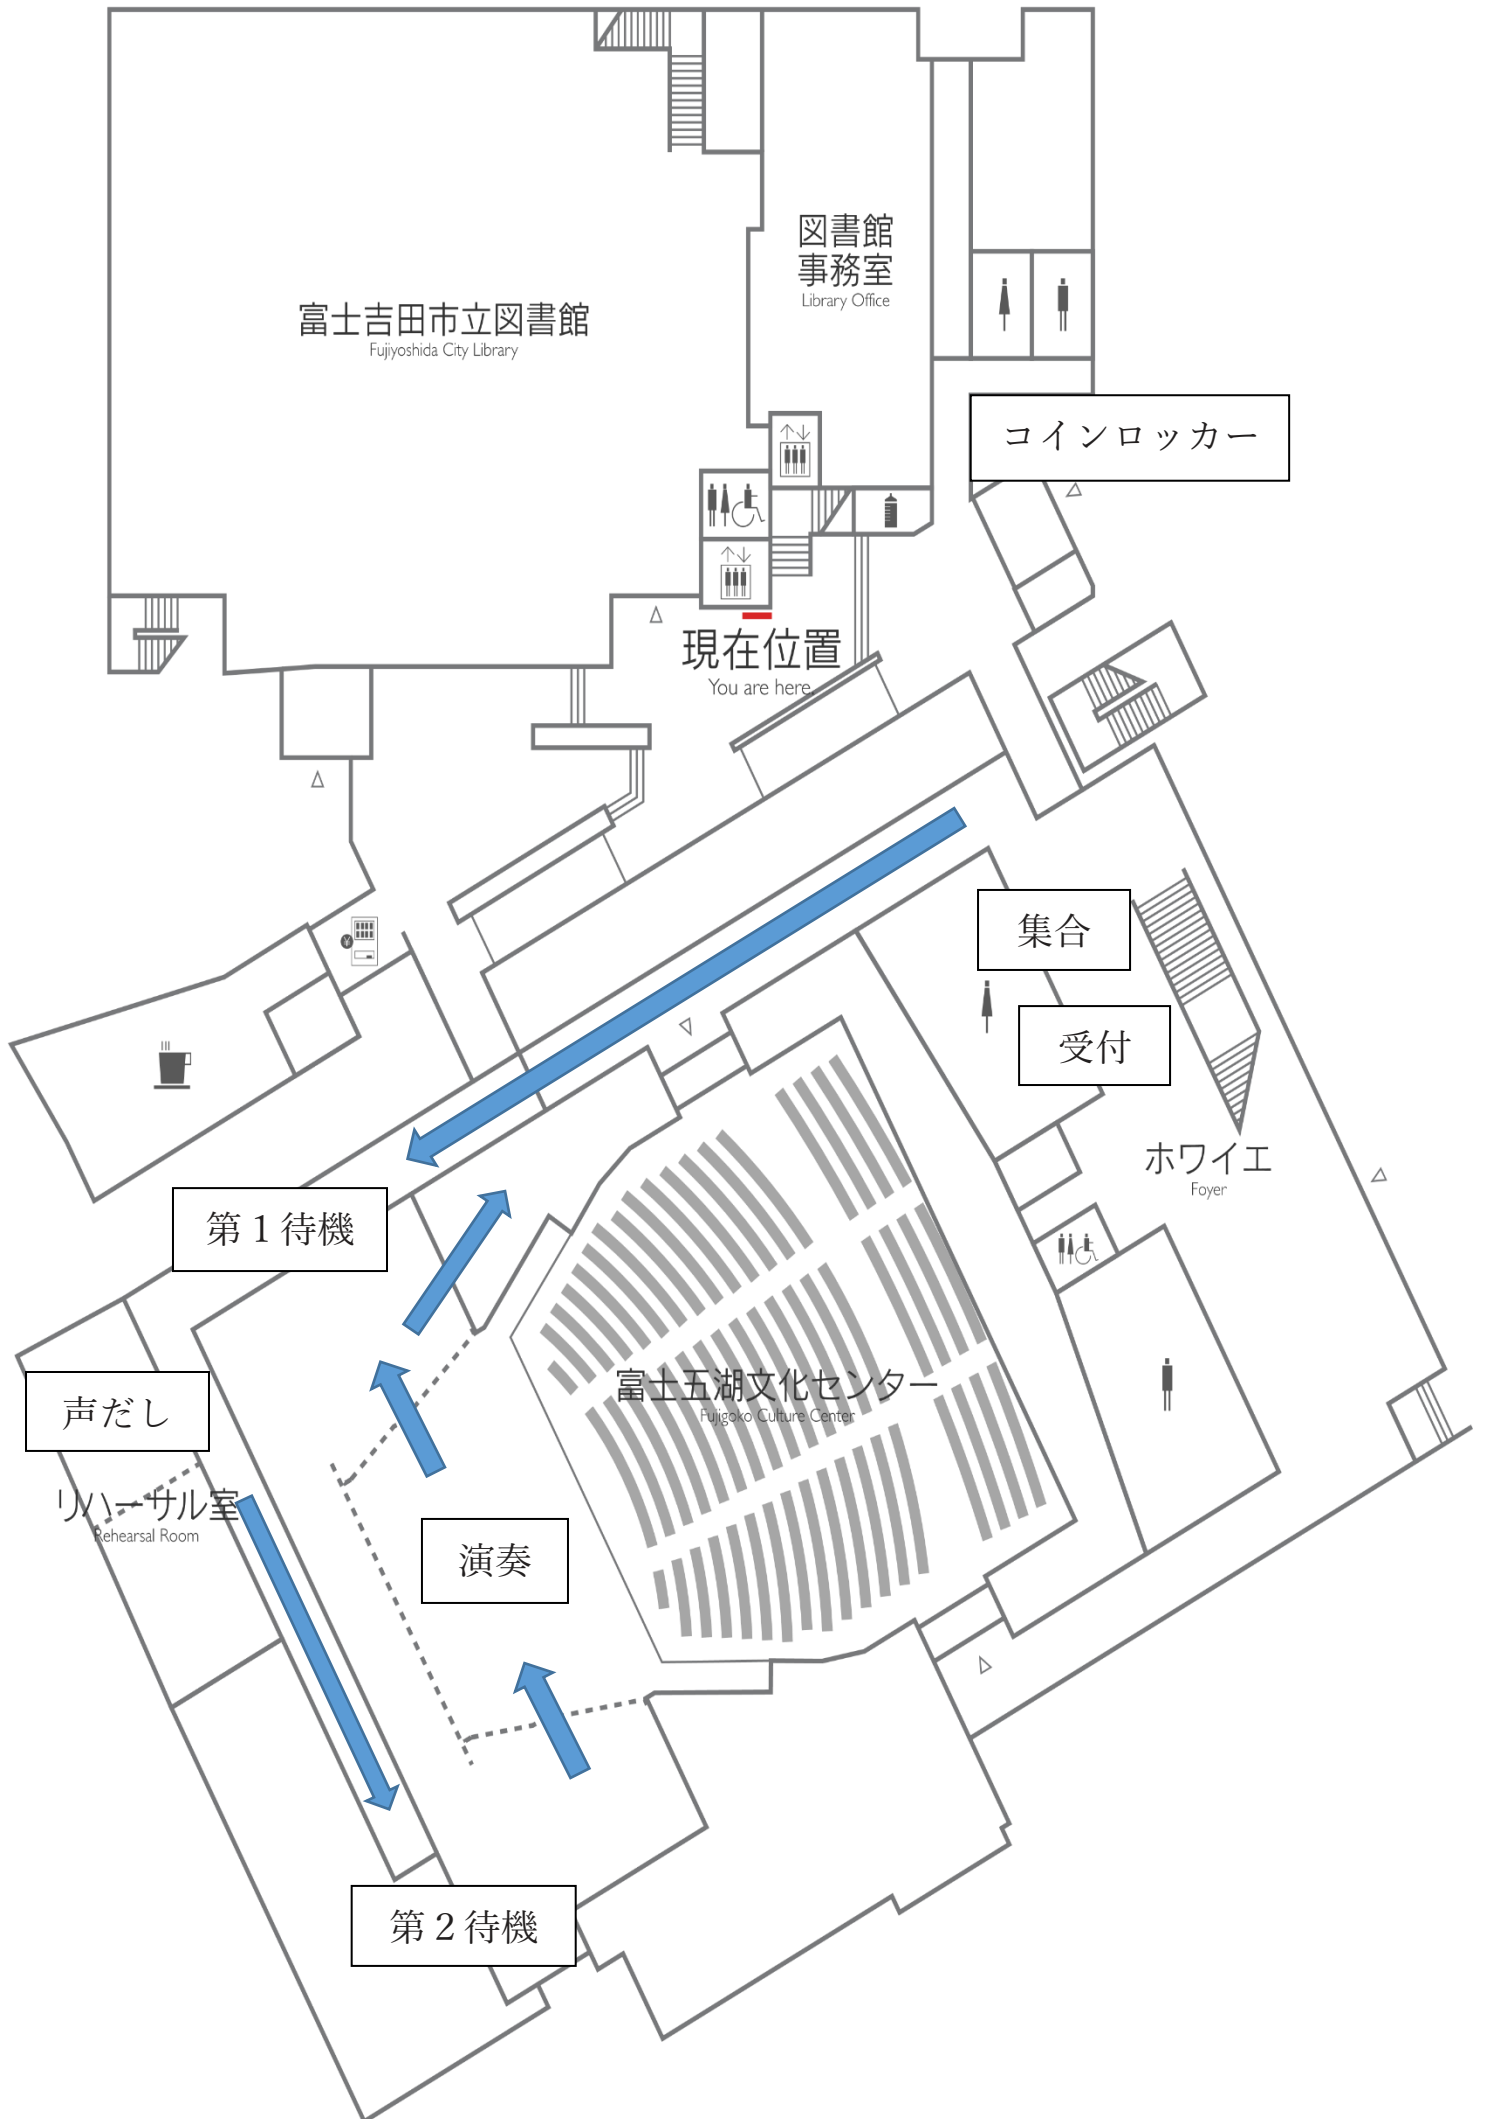 図書館
事務室
Library Office
富士吉田市立図書館
Fujiyoshida City Library
コインロッカー
現在位置
You are here.
集合
受付
ホワイエ
Foyer
第１待機
富士五湖文化センター
Fujigoko Culture Center
声だし
リハーサル室
Rehearsal Room
演奏
第２待機